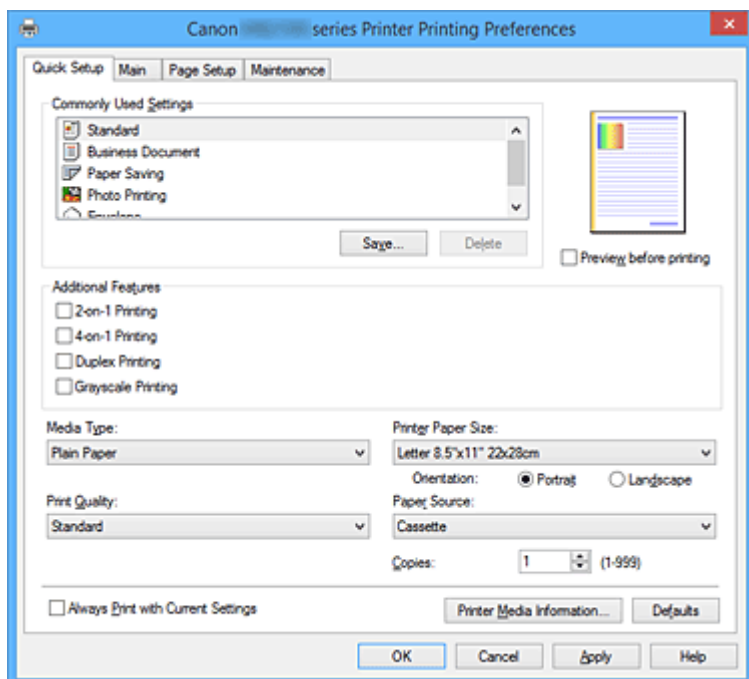 Canon series Printer Printing Preferences
Quick Setup Main Page Setup Maintenance
Commonly Used Settings
Standard
Business Document
Paper Saving
Photo Printing
Envelope
Save... Delete
Preview before printing
Additional Features
2-on-1 Printing
4-on-1 Printing
Duplex Printing
Grayscale Printing
Media Type: Printer Paper Size:
Plain Paper Letter 8.5"x11" 22x28cm
Orientation: Portrait Landscape
Print Quality: Paper Source:
Standard Cassette
Copies: 1 (1-999)
Always Print with Current Settings Printer Media Information... Defaults
OK Cancel Apply Help